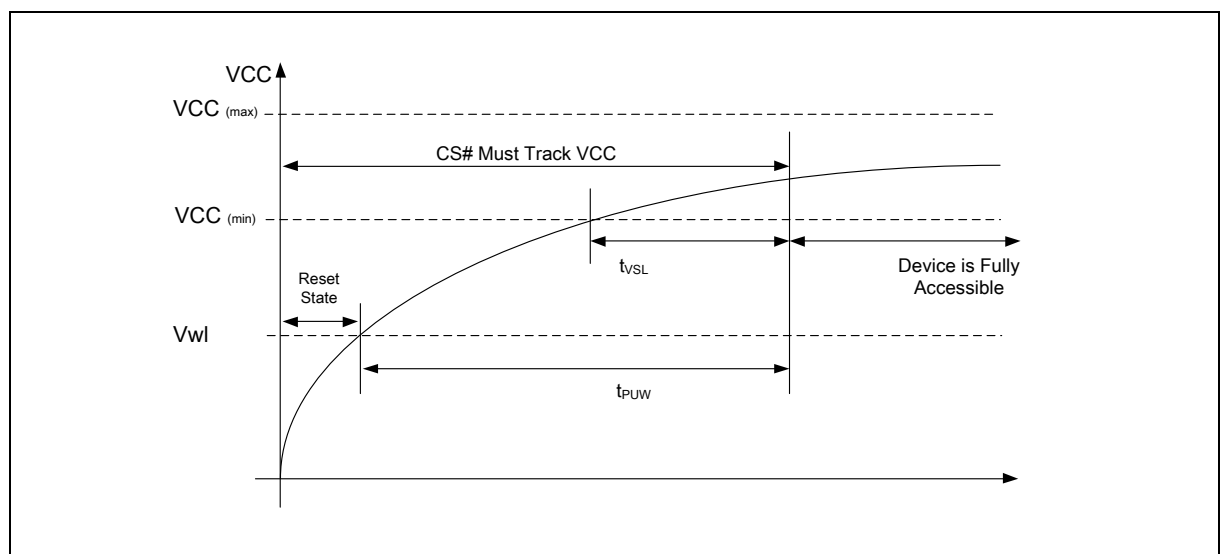 VCC
VCC (max)
CS# Must Track VCC
VCC (min)
tVSL
Device is Fully
Accessible
Reset
State
Vwl
tPUW